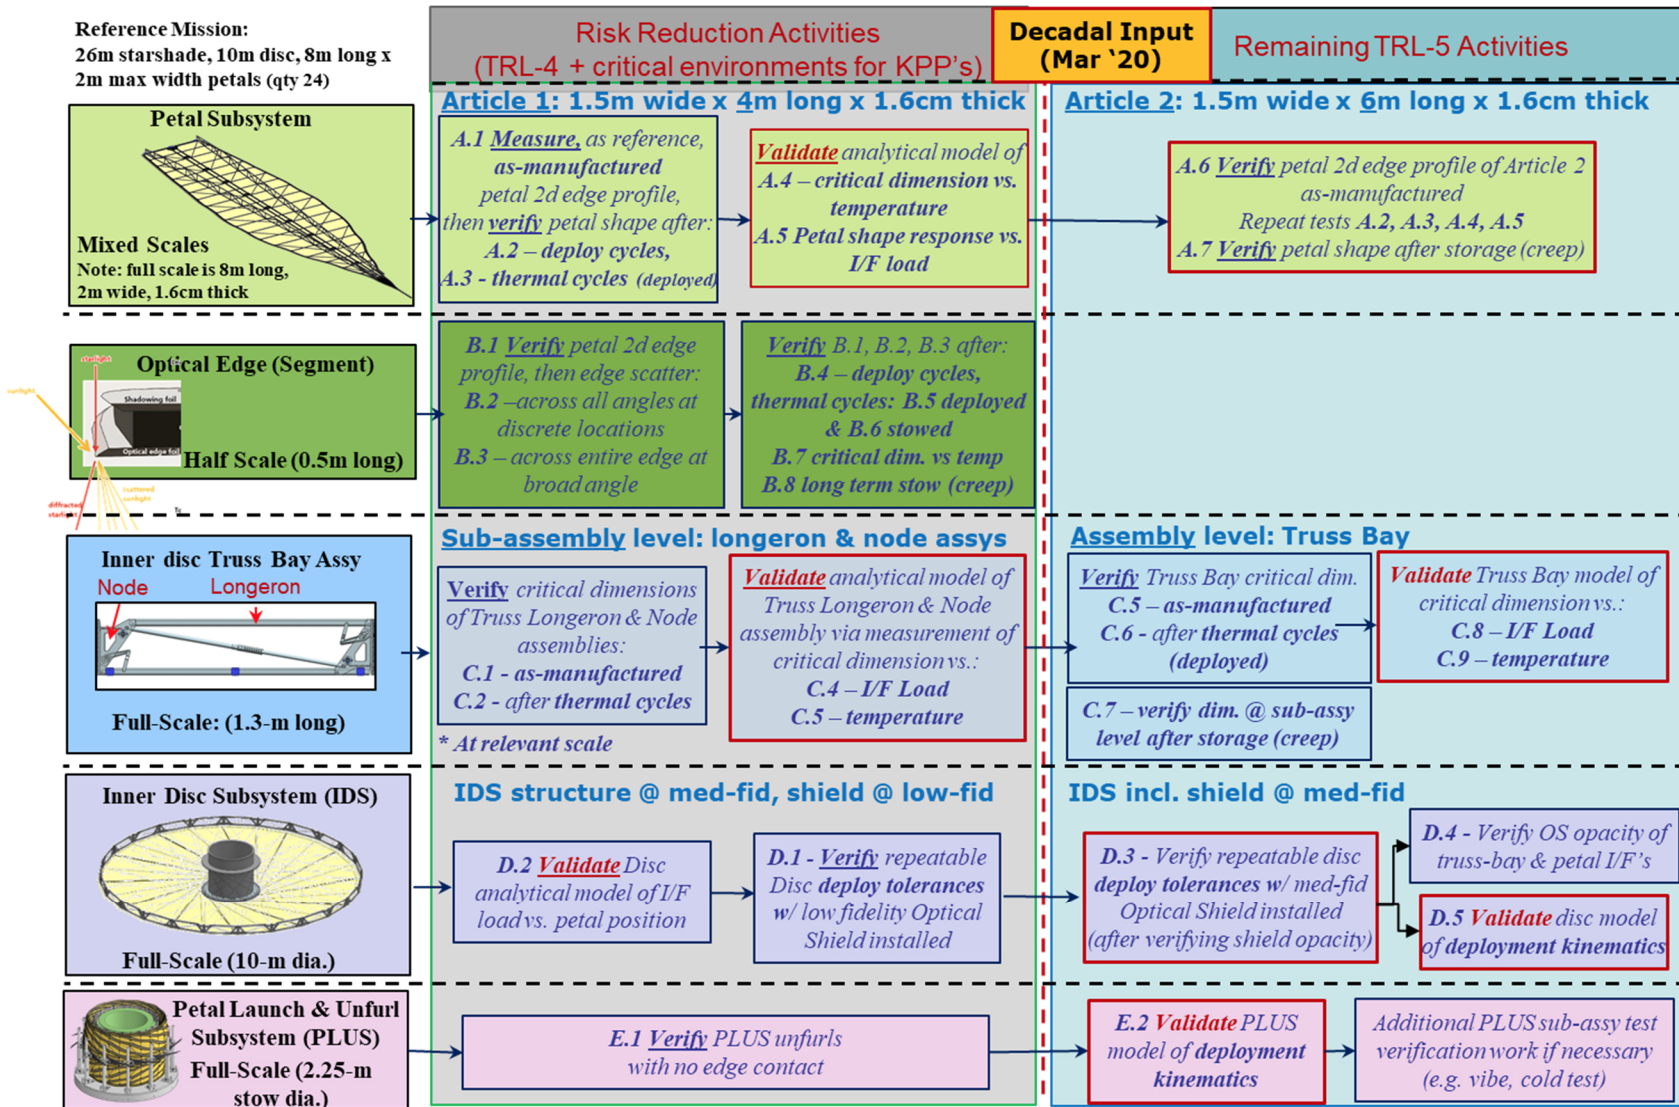 Reference Mission:
26m starshade, 10m disc, 8m long x
2m max width petals (qty 24)
Risk Reduction Activities
(TRL-4 + critical environments for KPP's)
Decadal Input
(Mar ‘20)
Remaining TRL-5 Activities
Petal Subsystem
Mixed Scales
Note: full scale is 8m long,
2m wide, 1.6cm thick
Article 1: 1.5m wide x 4m long x 1.6cm thick
A.1 Measure, as reference,
as-manufactured
petal 2d edge profile,
then verify petal shape after:
A.2 – deploy cycles,
A.3 - thermal cycles (deployed)
Validate analytical model of
A.4 – critical dimension vs.
temperature
A.5 Petal shape response vs.
I/F load
Article 2: 1.5m wide x 6m long x 1.6cm thick
A.6 Verify petal 2d edge profile of Article 2
as-manufactured
Repeat tests A.2, A.3, A.4, A.5
A.7 Verify petal shape after storage (creep)
Optical Edge (Segment)
starlight
sunlight
Shadowing foil
Optical edge foil
Half Scale (0.5m long)
scattered
sunlight
diffracted
starlight
B.1 Verify petal 2d edge
profile, then edge scatter:
B.2 –across all angles at
discrete locations
B.3 – across entire edge at
broad angle
Verify B.1, B.2, B.3 after:
B.4 – deploy cycles,
thermal cycles: B.5 deployed
& B.6 stowed
B.7 critical dim. vs temp
B.8 long term stow (creep)
Inner disc Truss Bay Assy
Node
Longeron
Full-Scale: (1.3-m long)
Sub-assembly level: longeron & node assys
Verify critical dimensions
of Truss Longeron & Node
assemblies:
C.1 - as-manufactured
C.2 - after thermal cycles
* At relevant scale
Validate analytical model of
Truss Longeron & Node
assembly via measurement of
critical dimension vs.:
C.4 – I/F Load
C.5 – temperature
Assembly level: Truss Bay
Verify Truss Bay critical dim.
C.5 – as-manufactured
C.6 - after thermal cycles
(deployed)
C.7 – verify dim. @ sub-assy
level after storage (creep)
Validate Truss Bay model of
critical dimension vs.:
C.8 – I/F Load
C.9 – temperature
Inner Disc Subsystem (IDS)
Full-Scale (10-m dia.)
IDS structure @ med-fid, shield @ low-fid
D.2 Validate Disc
analytical model of I/F
load vs. petal position
D.1 - Verify repeatable
Disc deploy tolerances
w/ low fidelity Optical
Shield installed
IDS incl. shield @ med-fid
D.3 - Verify repeatable disc
deploy tolerances w/ med-fid
Optical Shield installed
(after verifying shield opacity)
D.4 - Verify OS opacity of
truss-bay & petal I/F's
D.5 Validate disc model
of deployment kinematics
Petal Launch & Unfurl
Subsystem (PLUS)
Full-Scale (2.25-m
stow dia.)
E.1 Verify PLUS unfurls
with no edge contact
E.2 Validate PLUS
model of deployment
kinematics
Additional PLUS sub-assy test
verification work if necessary
(e.g. vibe, cold test)